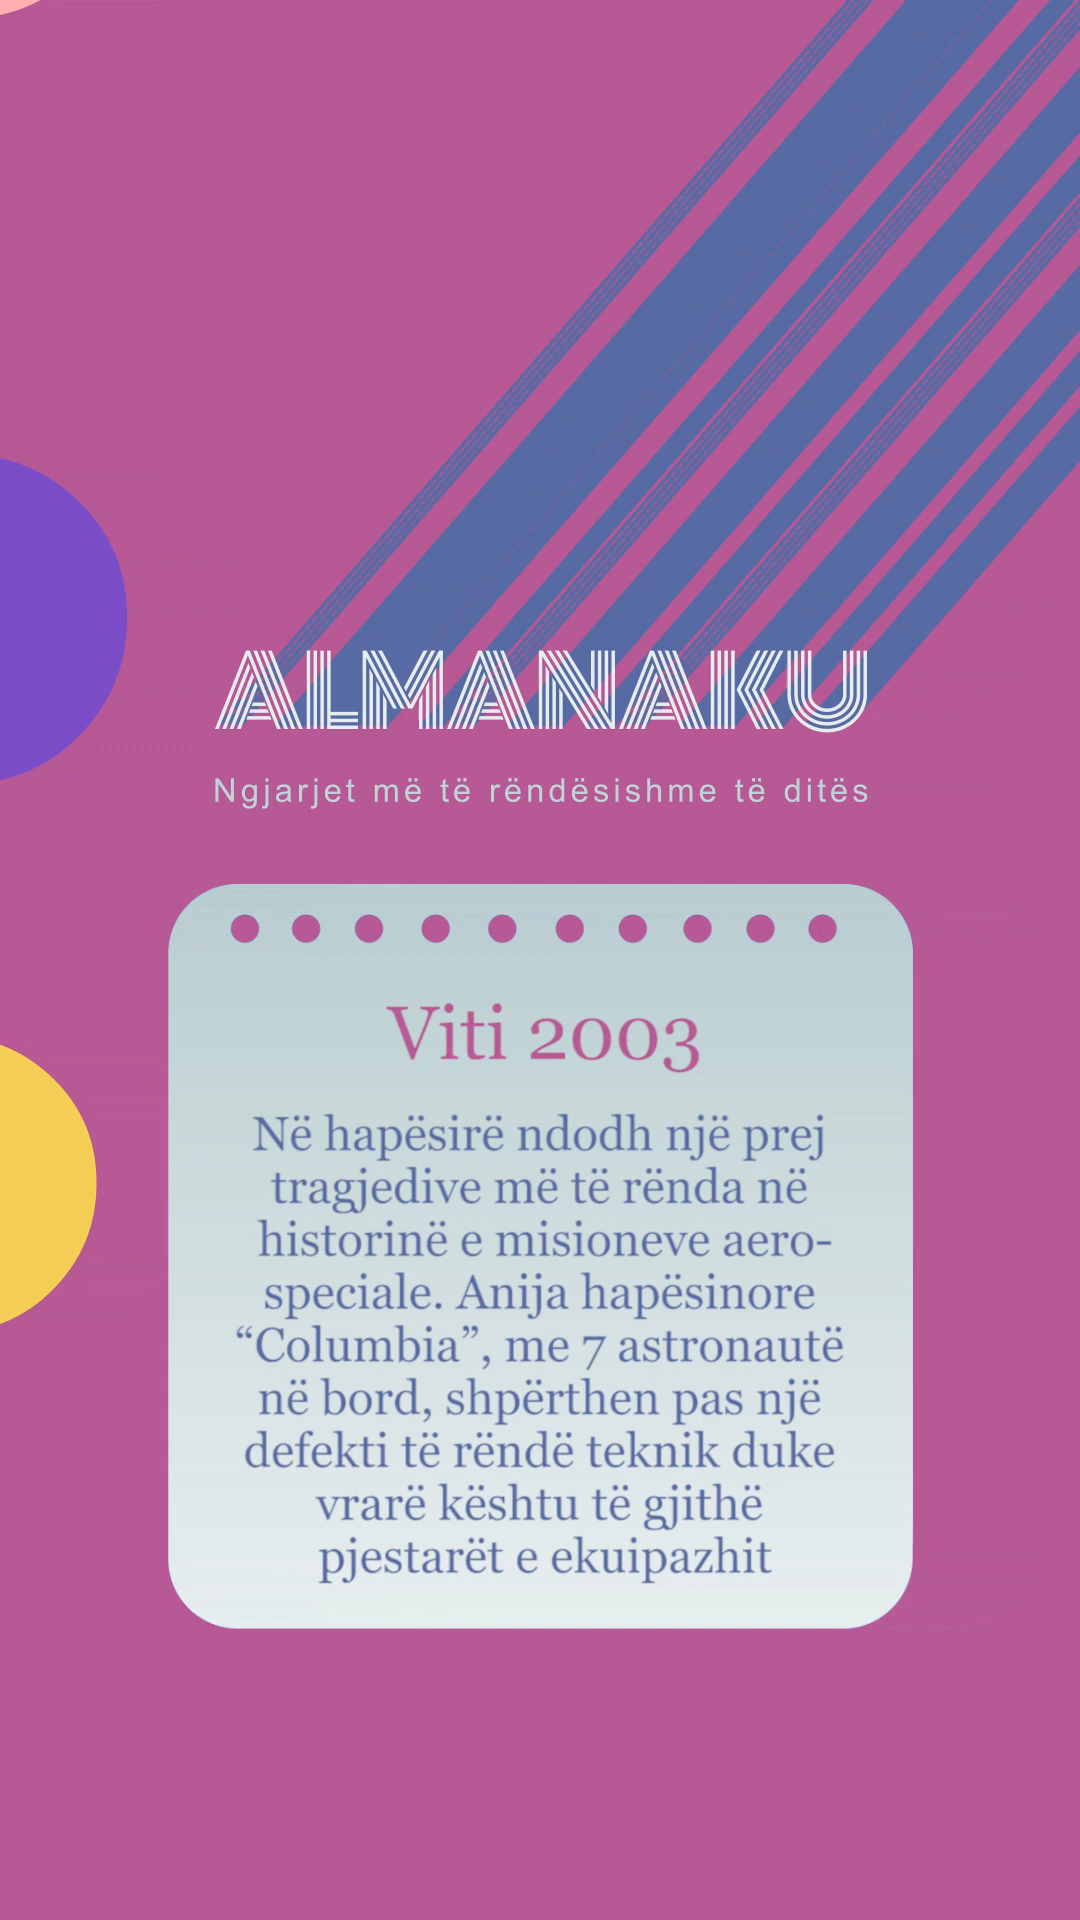 ALMANAKU
Ngjarjet më të rëndësishme të ditës
Viti 2003
Në hapësirë ndodh një prej
tragjedive më të rënda në
historinë e misioneve aero-
speciale. Anija hapësinore
“Columbia”, me 7 astronautë
në bord, shpërthen pas një
defekti të rëndë teknik duke
vrarë kështu të gjithë
pjestarët e ekuipazhit